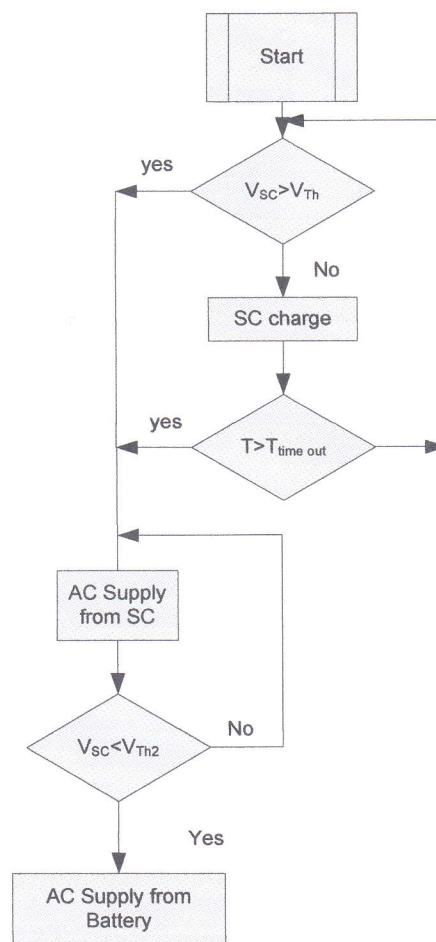 Start
yes
V_SC>V_Th
No
SC charge
yes
T>T_time out
AC Supply
from SC
V_SC<V_Th2
No
Yes
AC Supply from
Battery